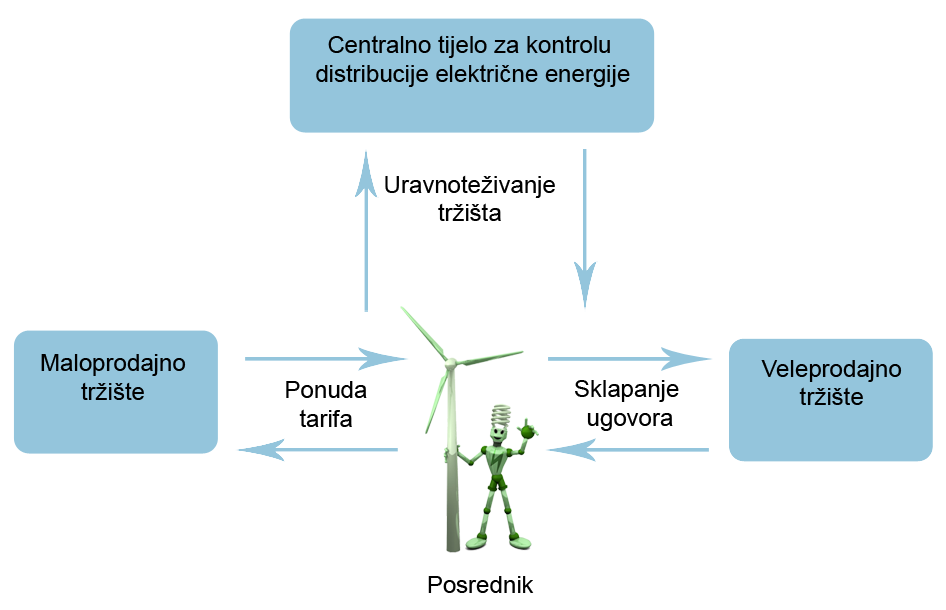 Centralno tijelo za kontrolu
distribucije električne energije
Uravnoteživanje
tržišta
Maloprodajno
tržište
Ponuda
tarifa
Sklapanje
ugovora
Veleprodajno
tržište
Posrednik